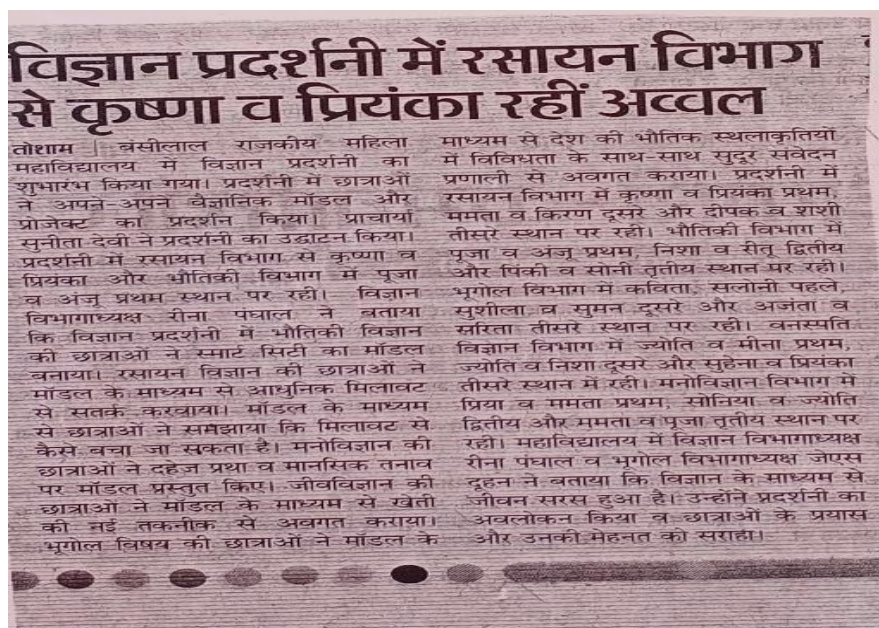 विज्ञान प्रदर्शनी में रसायन विभाग
से कृष्णा व प्रियंका रहीं अव्वल
तोशाम | बंसीलाल राजकीय महिला
महाविद्यालय में विज्ञान प्रदर्शनी का
शुभारंभ किया गया। प्रदर्शनी में छात्राओं
ने अपने-अपने वैज्ञानिक मॉडल और
प्रोजेक्ट का प्रदर्शन किया। प्राचार्या
सुनीता देवी ने प्रदर्शनी का उद्घाटन किया।
प्रदर्शनी में रसायन विभाग से कृष्णा व
प्रियंका और भौतिकी विभाग में पूजा
व अंजू प्रथम स्थान पर रही। विज्ञान
विभागाध्यक्ष रीना पंघाल ने बताया
कि विज्ञान प्रदर्शनी में भौतिकी विज्ञान
की छात्राओं ने स्मार्ट सिटी का मॉडल
बनाया। रसायन विज्ञान की छात्राओं ने
मॉडल के माध्यम से आधुनिक मिलावट
से सतर्क करवाया। मॉडल के माध्यम
से छात्राओं ने समझाया कि मिलावट से
कैसे बचा जा सकता है। मनोविज्ञान की
छात्राओं ने दहेज प्रथा व मानसिक तनाव
पर मॉडल प्रस्तुत किए। जीवविज्ञान की
छात्राओं ने मॉडल के माध्यम से खेती
की नई तकनीक से अवगत कराया।
भूगोल विषय की छात्राओं ने मॉडल के
माध्यम से देश की भौतिक स्थलाकृतियों
में विविधता के साथ-साथ सुदूर संवेदन
प्रणाली से अवगत कराया। प्रदर्शनी में
रसायन विभाग में कृष्णा व प्रियंका प्रथम,
ममता व किरण दूसरे और दीपक व शशी
तीसरे स्थान पर रही। भौतिकी विभाग में
पूजा व अंजू प्रथम, निशा व रीतू द्वितीय
और पिंकी व सोनी तृतीय स्थान पर रही।
भूगोल विभाग में कविता, सलोनी पहले,
सुशीला व सुमन दूसरे और अजंता व
सरिता तीसरे स्थान पर रही। वनस्पति
विज्ञान विभाग में ज्योति व मीना प्रथम,
ज्योति व निशा दूसरे और सुहेना व प्रियंका
तीसरे स्थान में रही। मनोविज्ञान विभाग में
प्रिया व ममता प्रथम, सोनिया व ज्योति
द्वितीय और ममता व पूजा तृतीय स्थान पर
रही। महाविद्यालय में विज्ञान विभागाध्यक्ष
रीना पंघाल व भूगोल विभागाध्यक्ष जेएस
दूहन ने बताया कि विज्ञान के माध्यम से
जीवन सरस हुआ है। उन्होंने प्रदर्शनी का
अवलोकन किया व छात्राओं के प्रयास
और उनकी मेहनत को सराहा।